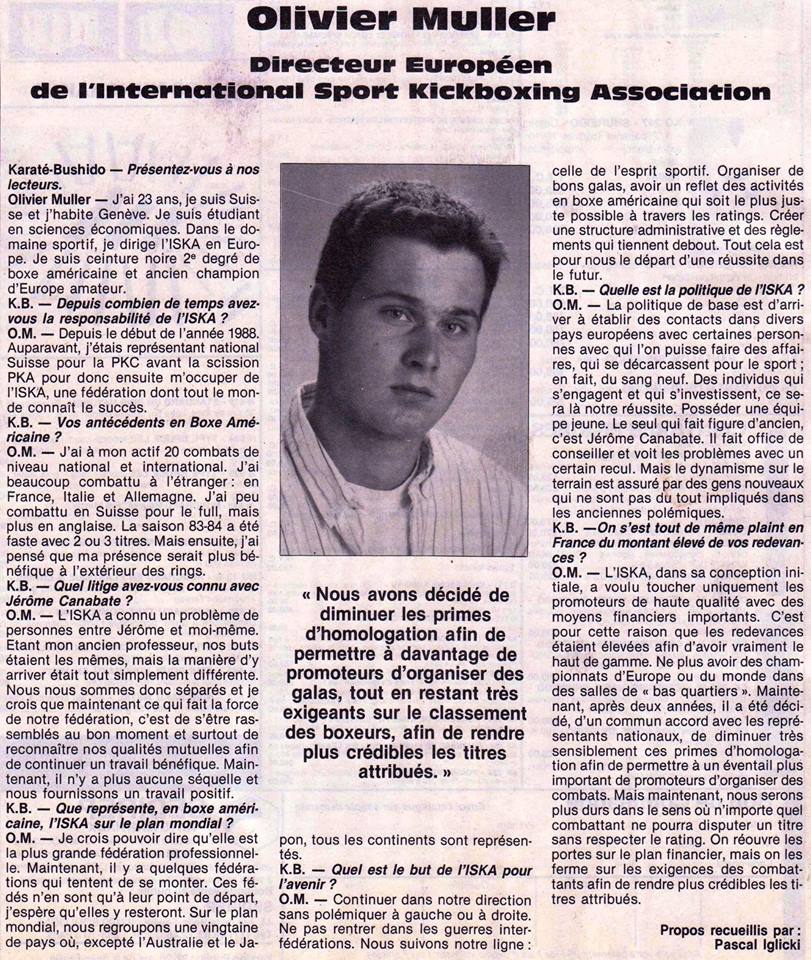 Olivier Muller
Directeur Européen
de l'International Sport Kickboxing Association
Karaté-Bushido — Présentez-vous à nos
lecteurs.
Olivier Muller — J'ai 23 ans, je suis Suis-
se et j'habite Genève. Je suis étudiant
en sciences économiques. Dans le do-
maine sportif, je dirige l'ISKA en Euro-
pe. Je suis ceinture noire 2e degré de
boxe américaine et ancien champion
d'Europe amateur.
K.B. — Depuis combien de temps avez-
vous la responsabilité de l'ISKA ?
O.M. — Depuis le début de l'année 1988.
Auparavant, j'étais représentant national
Suisse pour la PKC avant la scission
PKA pour donc ensuite m'occuper de
l'ISKA, une fédération dont tout le mon-
de connaît le succès.
K.B. — Vos antécédents en Boxe Amé-
ricaine ?
O.M. — J'ai à mon actif 20 combats de
niveau national et international. J'ai
beaucoup combattu à l'étranger : en
France, Italie et Allemagne. J'ai peu
combattu en Suisse pour le full, mais
plus en anglaise. La saison 83-84 a été
faste avec 2 ou 3 titres. Mais ensuite, j'ai
pensé que ma présence serait plus bé-
néfique à l'extérieur des rings.
K.B. — Quel litige avez-vous connu avec
Jérôme Canabate ?
O.M. — L'ISKA a connu un problème de
personnes entre Jérôme et moi-même.
Etant mon ancien professeur, nos buts
étaient les mêmes, mais la manière d'y
arriver était tout simplement différente.
Nous nous sommes donc séparés et je
crois que maintenant ce qui fait la force
de notre fédération, c'est de s'être ras-
semblés au bon moment et surtout de
reconnaître nos qualités mutuelles afin
de continuer un travail bénéfique. Main-
tenant, il n'y a plus aucune séquelle et
nous fournissons un travail positif.
K.B. — Que représente, en boxe améri-
caine, l'ISKA sur le plan mondial ?
O.M. — Je crois pouvoir dire qu'elle est
la plus grande fédération professionnel-
le. Maintenant, il y a quelques fédéra-
tions qui tentent de se monter. Ces fé-
dés n'en sont qu'à leur point de départ,
j'espère qu'elles y resteront. Sur le plan
mondial, nous regroupons une vingtaine
de pays où, excepté l'Australie et le Ja-
« Nous avons décidé de
diminuer les primes
d'homologation afin de
permettre à davantage de
promoteurs d'organiser des
galas, tout en restant très
exigeants sur le classement
des boxeurs, afin de rendre
plus crédibles les titres
attribués. »
pon, tous les continents sont représen-
tés.
K.B. — Quel est le but de l'ISKA pour
l'avenir ?
O.M. — Continuer dans notre direction
sans polémiquer à gauche ou à droite.
Ne pas rentrer dans les guerres inter-
fédérations. Nous suivons notre ligne :
celle de l'esprit sportif. Organiser de
bons galas, avoir un reflet des activités
en boxe américaine qui soit le plus jus-
te possible à travers les ratings. Créer
une structure administrative et des règle-
ments qui tiennent debout. Tout cela est
pour nous le départ d'une réussite dans
le futur.
K.B. — Quelle est la politique de l'ISKA ?
O.M. — La politique de base est d'arri-
ver à établir des contacts dans divers
pays européens avec certaines person-
nes avec qui l'on puisse faire des affai-
res, qui se décarcassent pour le sport ;
en fait, du sang neuf. Des individus qui
s'engagent et qui s'investissent, ce se-
ra là notre réussite. Posséder une équi-
pe jeune. Le seul qui fait figure d'ancien,
c'est Jérôme Canabate. Il fait office de
conseiller et voit les problèmes avec un
certain recul. Mais le dynamisme sur le
terrain est assuré par des gens nouveaux
qui ne sont pas du tout impliqués dans
les anciennes polémiques.
K.B. —On s'est tout de même plaint en
France du montant élevé de vos redevan-
ces ?
O.M. — L'ISKA, dans sa conception ini-
tiale, a voulu toucher uniquement les
promoteurs de haute qualité avec des
moyens financiers importants. C'est
pour cette raison que les redevances
étaient élevées afin d'avoir vraiment le
haut de gamme. Ne plus avoir des cham-
pionnats d'Europe ou du monde dans
des salles de « bas quartiers ». Mainte-
nant, après deux années, il a été déci-
dé, d'un commun accord avec les repré-
sentants nationaux, de diminuer très
sensiblement ces primes d'homologa-
tion afin de permettre à un éventail plus
important de promoteurs d'organiser des
combats. Mais maintenant, nous serons
plus durs dans le sens où n'importe quel
combattant ne pourra disputer un titre
sans respecter le rating. On réouvre les
portes sur le plan financier, mais on les
ferme sur les exigences des combat-
tants afin de rendre plus crédibles les ti-
tres attribués.
Propos recueillis par :
Pascal Iglicki